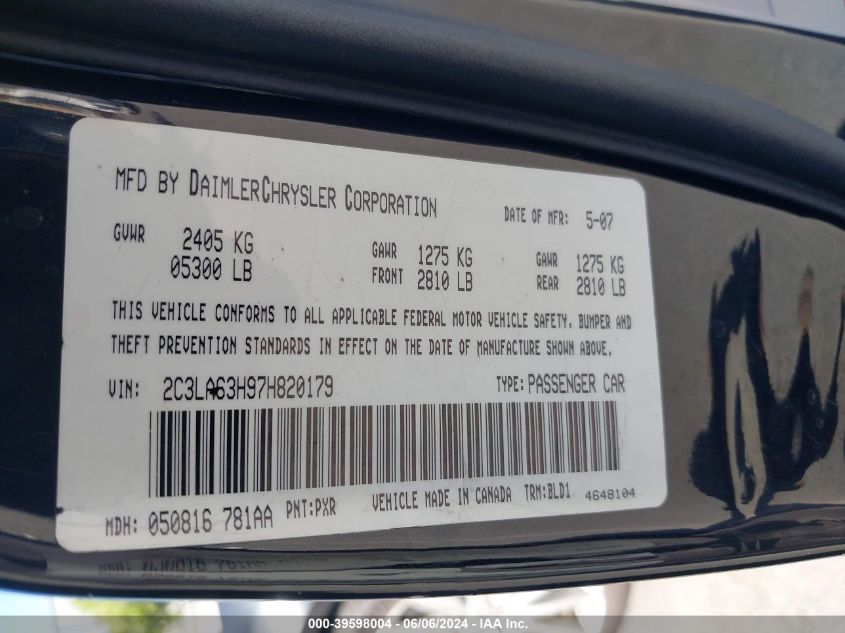 MFD BY DAIMLERCHRYSLER CORPORATION DATE OF MFR: 5-07
GVWR 2405 KG GAWR 1275 KG GAWR 1275 KG
05300 LB FRONT 2810 LB REAR 2810 LB
THIS VEHICLE CONFORMS TO ALL APPLICABLE FEDERAL MOTOR VEHICLE SAFETY, BUMPER AND
THEFT PREVENTION STANDARDS IN EFFECT ON THE DATE OF MANUFACTURE SHOWN ABOVE.
VIN: 2C3LA63H97H820179 TYPE: PASSENGER CAR
MDH: 050816 781AA PNT:PXR VEHICLE MADE IN CANADA TRM:BLD1 4648104
000-39598004 - 06/06/2024 - IAA Inc.